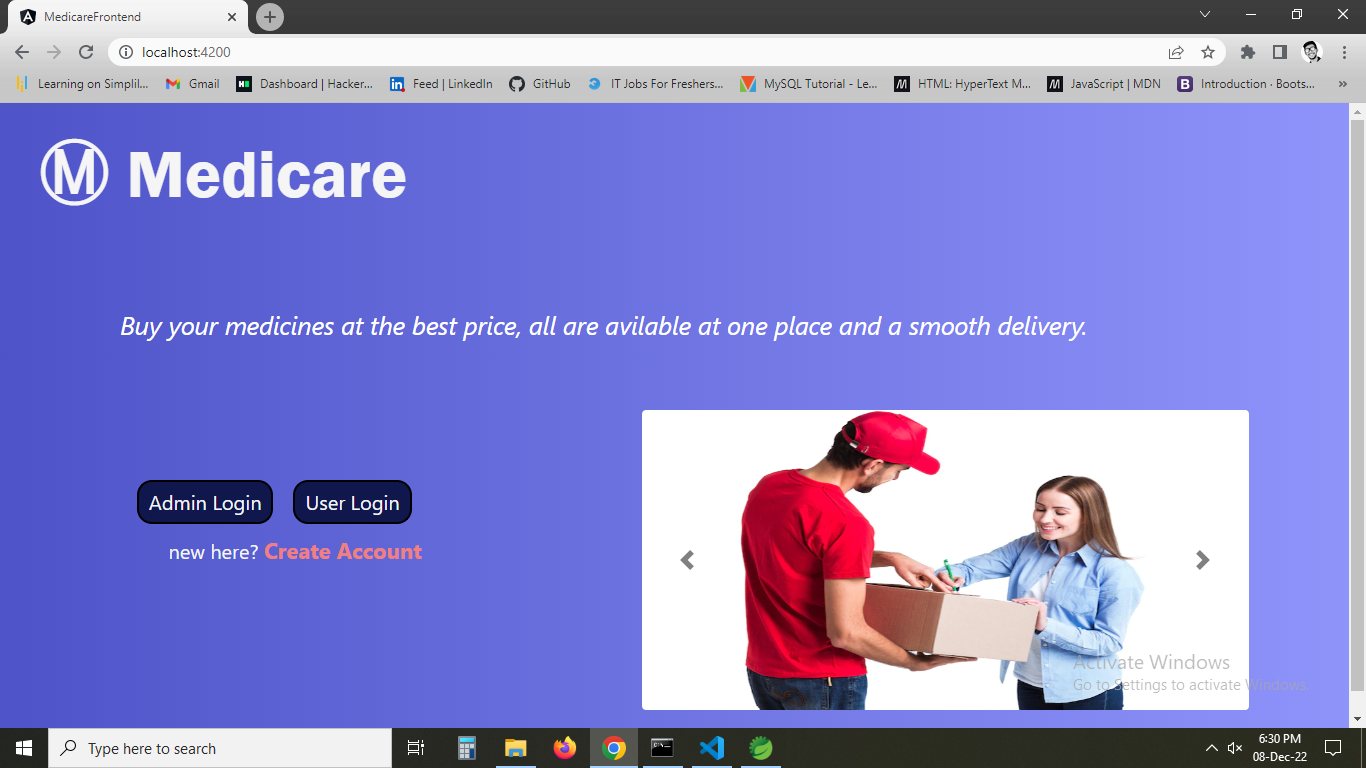 MedicareFrontend
localhost:4200
Learning on Simplil... Gmail Dashboard | Hacker... Feed | LinkedIn GitHub IT Jobs For Freshers... MySQL Tutorial - Le... HTML: HyperText M... JavaScript | MDN Introduction · Boots... »
M Medicare
Buy your medicines at the best price, all are avilable at one place and a smooth delivery.
Admin Login User Login
new here? Create Account
Activate Windows
Go to Settings to activate Windows.
Type here to search
6:30 PM
08-Dec-22